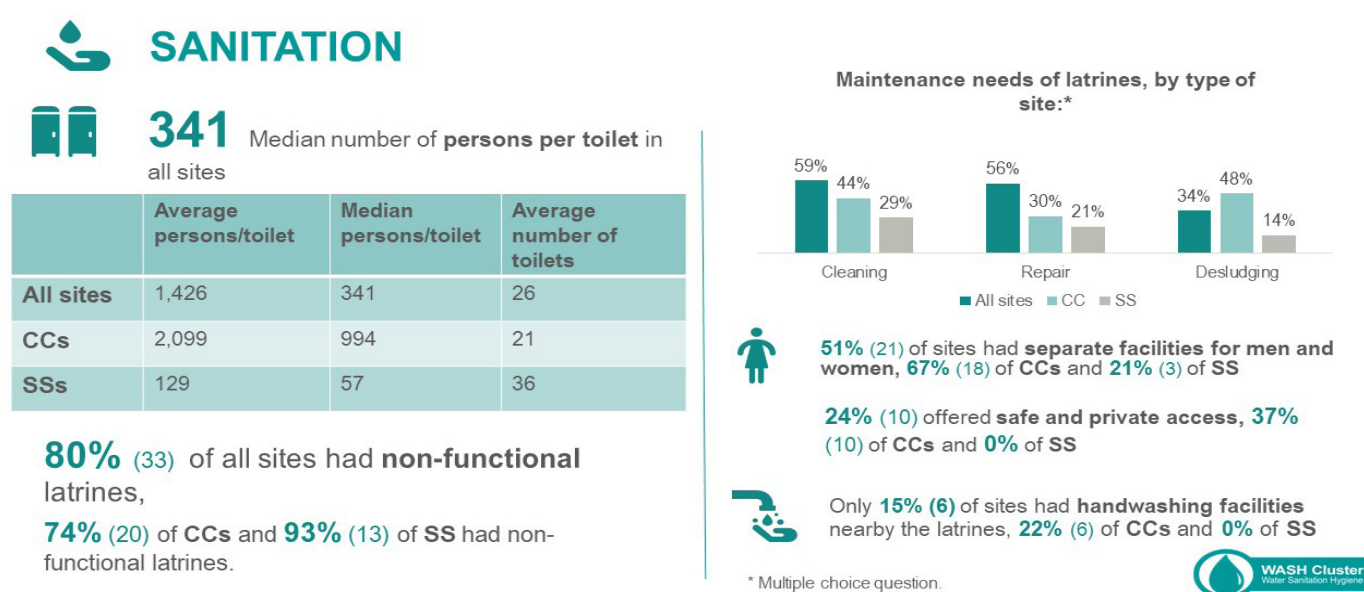 SANITATION
341 Median number of persons per toilet in
all sites
Average persons/toilet
Median persons/toilet
Average number of toilets
All sites 1,426 341 26
CCs 2,099 994 21
SSs 129 57 36
80% (33) of all sites had non-functional
latrines,
74% (20) of CCs and 93% (13) of SS had non-
functional latrines.
Maintenance needs of latrines, by type of
site:*
59% 44% 29%
56% 30% 21%
34% 48% 14%
Cleaning Repair Desludging
All sites CC SS
51% (21) of sites had separate facilities for men and
women, 67% (18) of CCs and 21% (3) of SS
24% (10) offered safe and private access, 37%
(10) of CCs and 0% of SS
Only 15% (6) of sites had handwashing facilities
nearby the latrines, 22% (6) of CCs and 0% of SS
* Multiple choice question.
WASH Cluster
Water Sanitation Hygiene